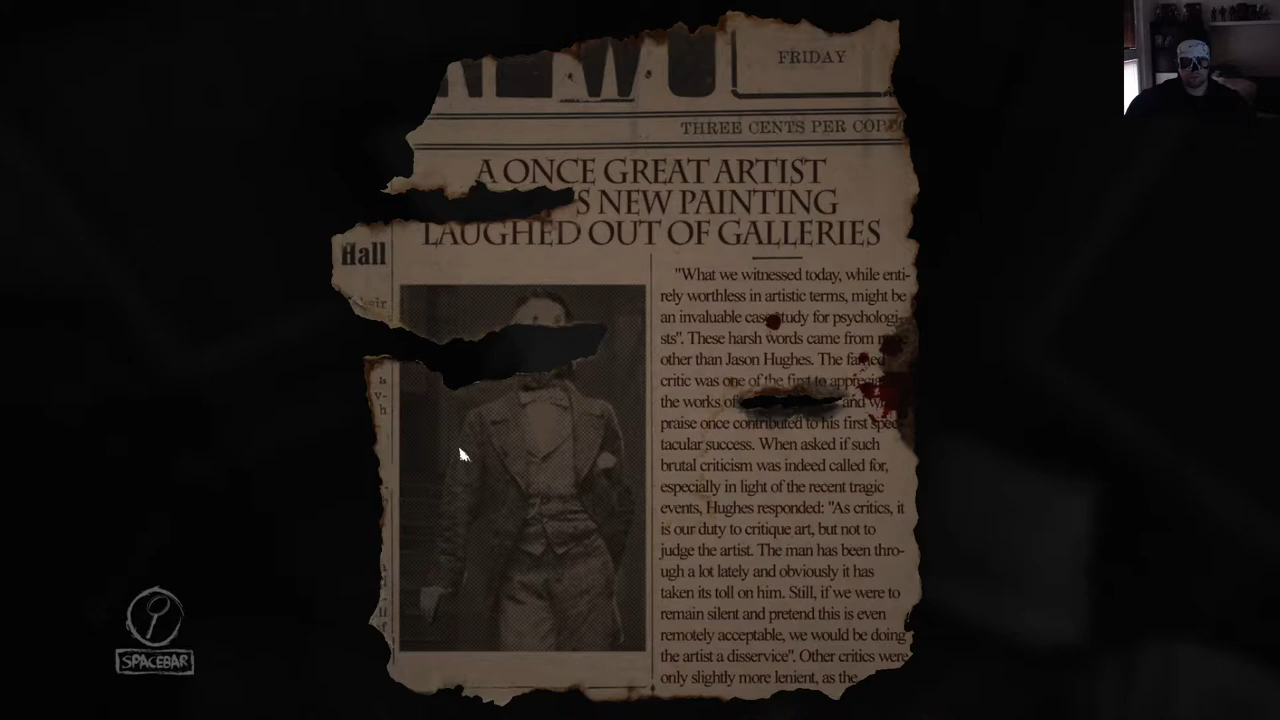 FRIDAY
THREE CENTS PER
A ONCE GREAT ARTIST
NEW PAINTING
LAUGHED OUT OF GALLERIES
Hall
v-
h
"What we witnessed today, while enti-
rely worthless in artistic terms, might be
an invaluable case study for psychologi-
sts". These harsh words came from
other than Jason Hughes. The famed
critic was one of the first to
the works of and
praise once contributed to his first spec-
tacular success. When asked if such
brutal criticism was indeed called for,
especially in light of the recent tragic
events, Hughes responded: "As critics, it
is our duty to critique art, but not to
judge the artist. The man has been thro-
ugh a lot lately and obviously it has
taken its toll on him. Still, if we were to
remain silent and pretend this is even
remotely acceptable, we would be doing
the artist a disservice". Other critics were
only slightly more lenient, as the
SPACEBAR